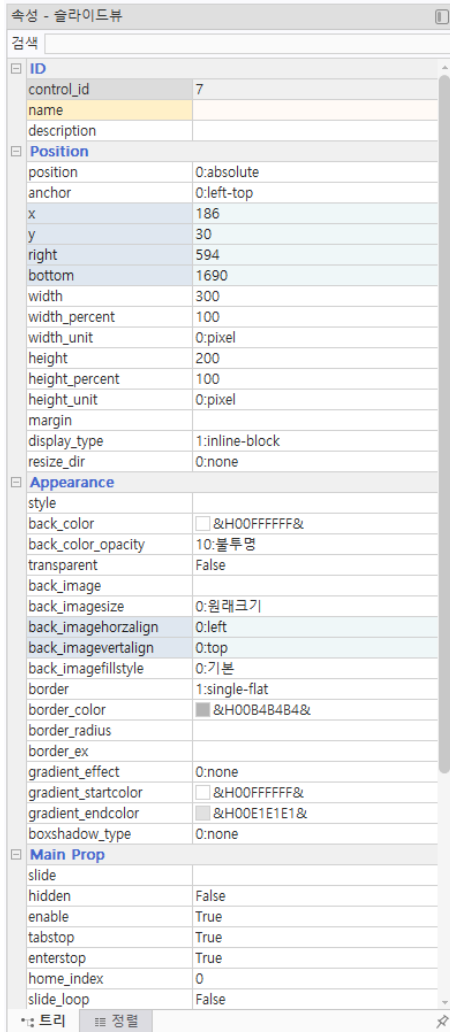 속성 - 슬라이드뷰
검색
ID
control_id 7
name
description
Position
position 0:absolute
anchor 0:left-top
x 186
y 30
right 594
bottom 1690
width 300
width_percent 100
width_unit 0:pixel
height 200
height_percent 100
height_unit 0:pixel
margin
display_type 1:inline-block
resize_dir 0:none
Appearance
style
back_color &H00FFFFFF&
back_color_opacity 10:불투명
transparent False
back_image
back_imagesize 0:원래크기
back_imagehorzalign 0:left
back_imagevertalign 0:top
back_imagefillstyle 0:기본
border 1:single-flat
border_color &H00B4B4B4&
border_radius
border_ex
gradient_effect 0:none
gradient_startcolor &H00FFFFFF&
gradient_endcolor &H00E1E1E1&
boxshadow_type 0:none
Main Prop
slide
hidden False
enable True
tabstop True
enterstop True
home_index 0
slide_loop False
트리 정렬